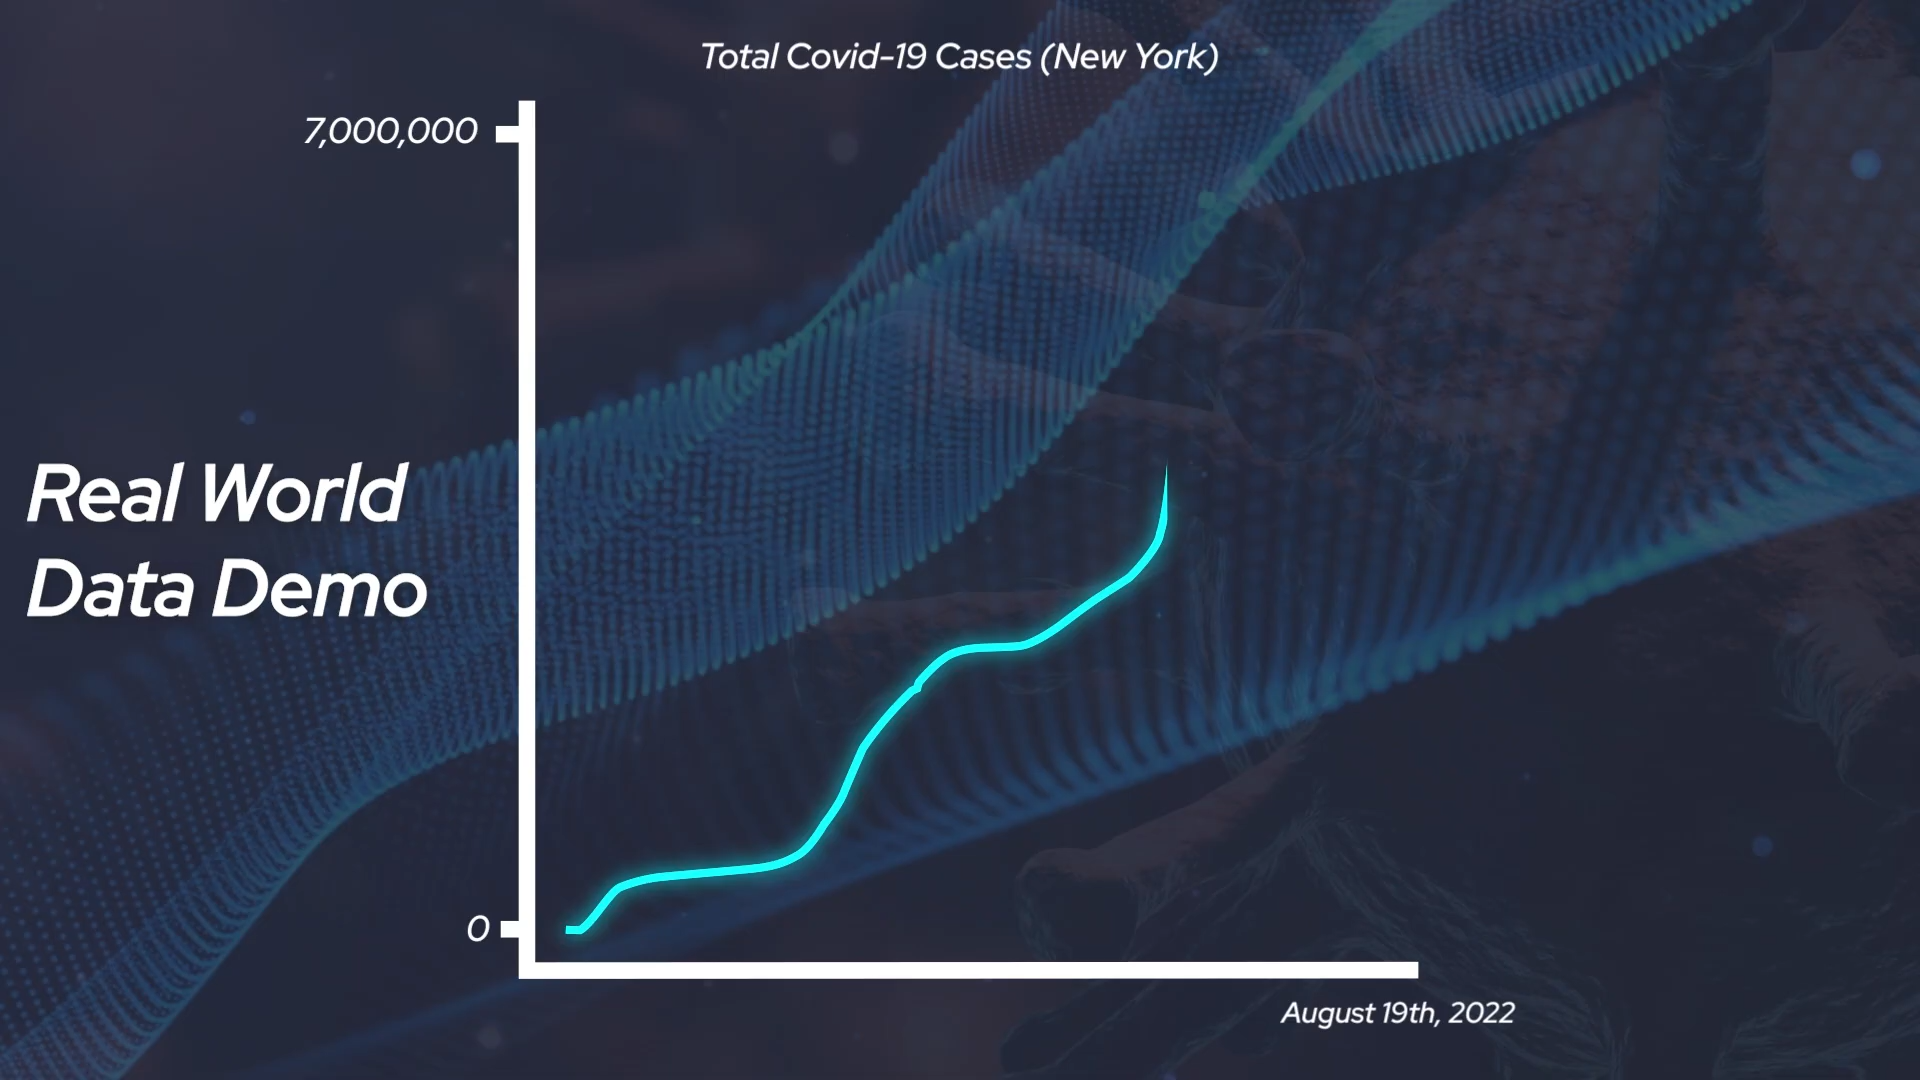 Total Covid-19 Cases (New York)
7,000,000
Real World
Data Demo
0
August 19th, 2022